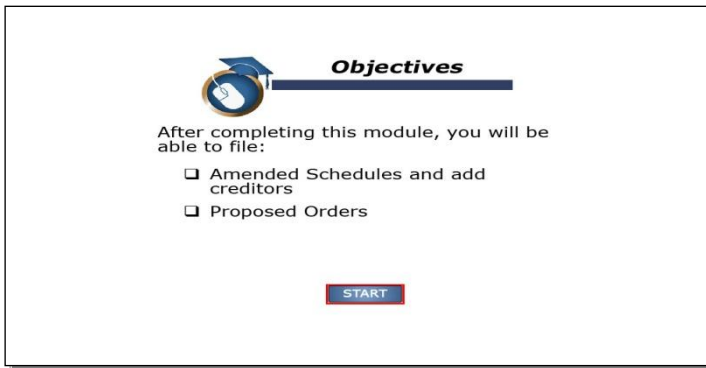 Objectives
After completing this module, you will be
able to file:
❑ Amended Schedules and add
creditors
❑ Proposed Orders
START